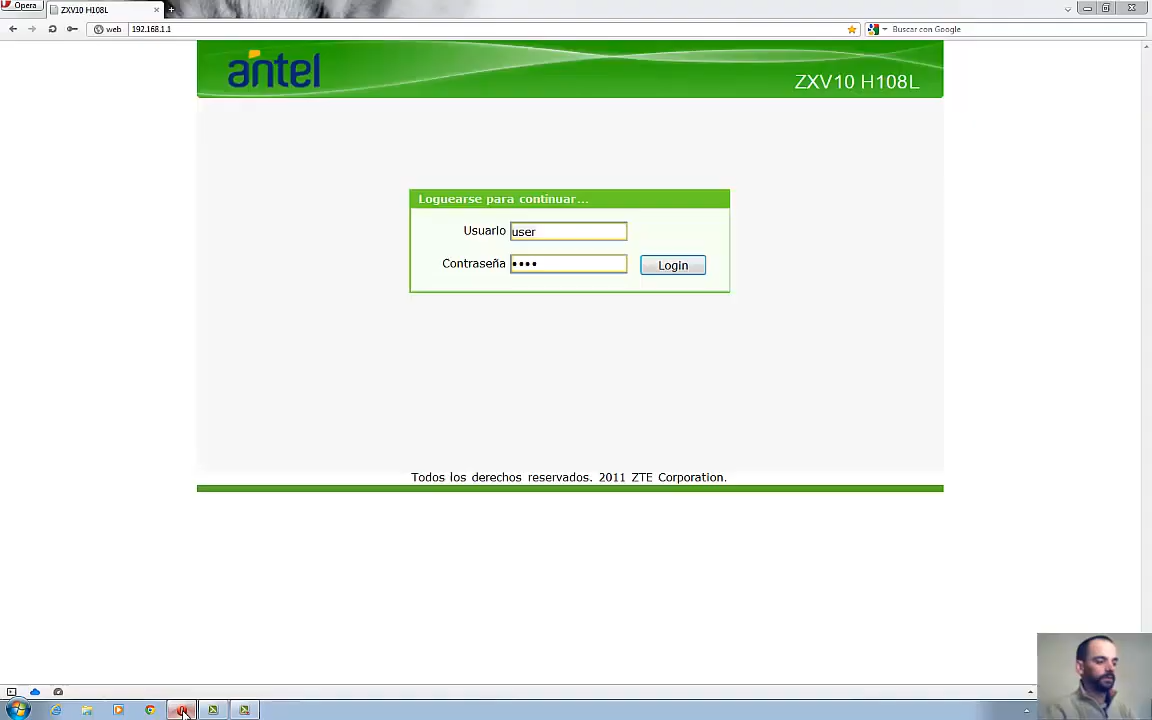 Opera
ZXV10 H108L
web
192.168.1.1
Buscar con Google
antel
ZXV10 H108L
Loguearse para continuar...
Usuario
user
Contraseña
••••
Login
Todos los derechos reservados. 2011 ZTE Corporation.